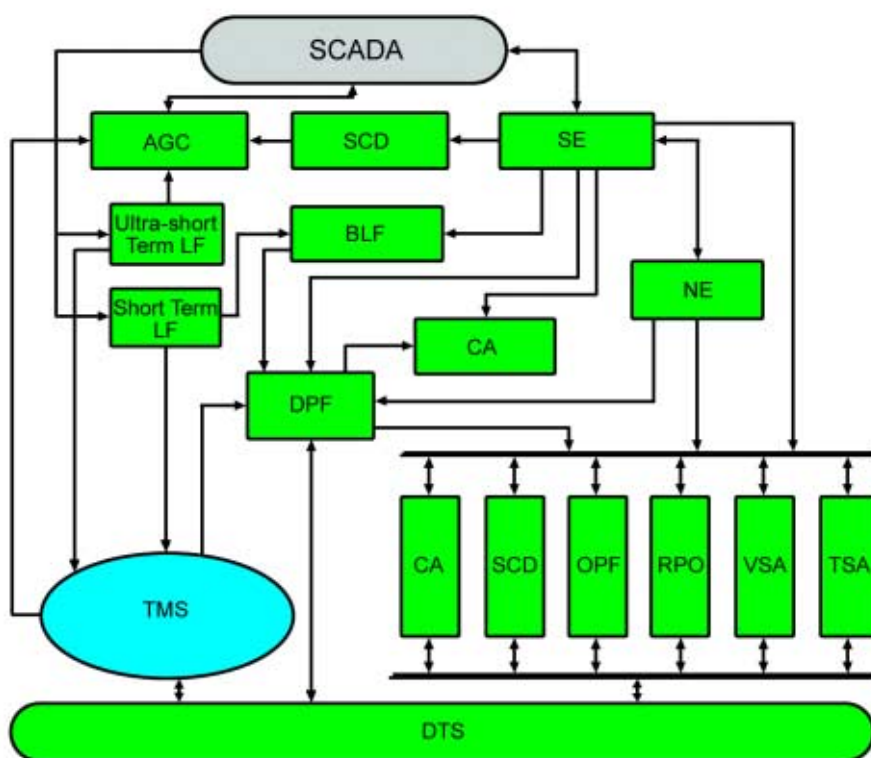 SCADA
AGC
SCD
SE
Ultra-short
Term LF
BLF
NE
Short Term
LF
CA
DPF
CA
SCD
OPF
RPO
VSA
TSA
TMS
DTS